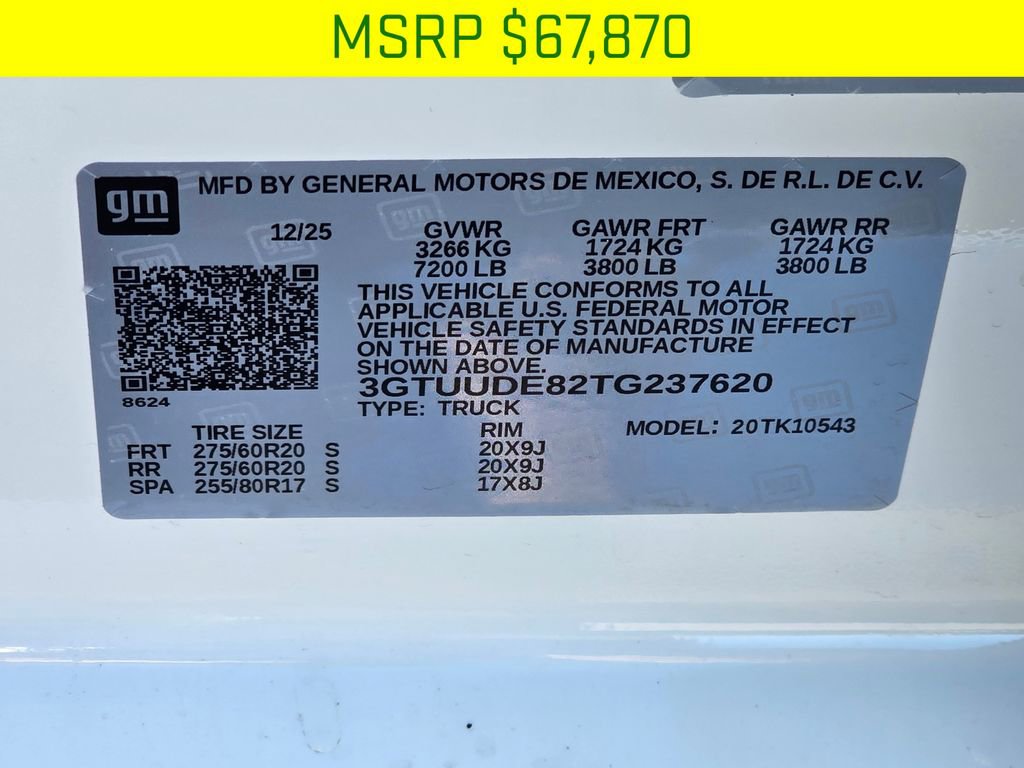 MSRP $67,870
gm MFD BY GENERAL MOTORS DE MEXICO, S. DE R.L. DE C.V.
12/25 GVWR GAWR FRT GAWR RR
3266 KG 1724 KG 1724 KG
7200 LB 3800 LB 3800 LB
THIS VEHICLE CONFORMS TO ALL
APPLICABLE U.S. FEDERAL MOTOR
VEHICLE SAFETY STANDARDS IN EFFECT
ON THE DATE OF MANUFACTURE
SHOWN ABOVE.
3GTUUDE82TG237620
8624
TYPE: TRUCK
TIRE SIZE RIM MODEL: 20TK10543
FRT 275/60R20 S 20X9J
RR 275/60R20 S 20X9J
SPA 255/80R17 S 17X8J